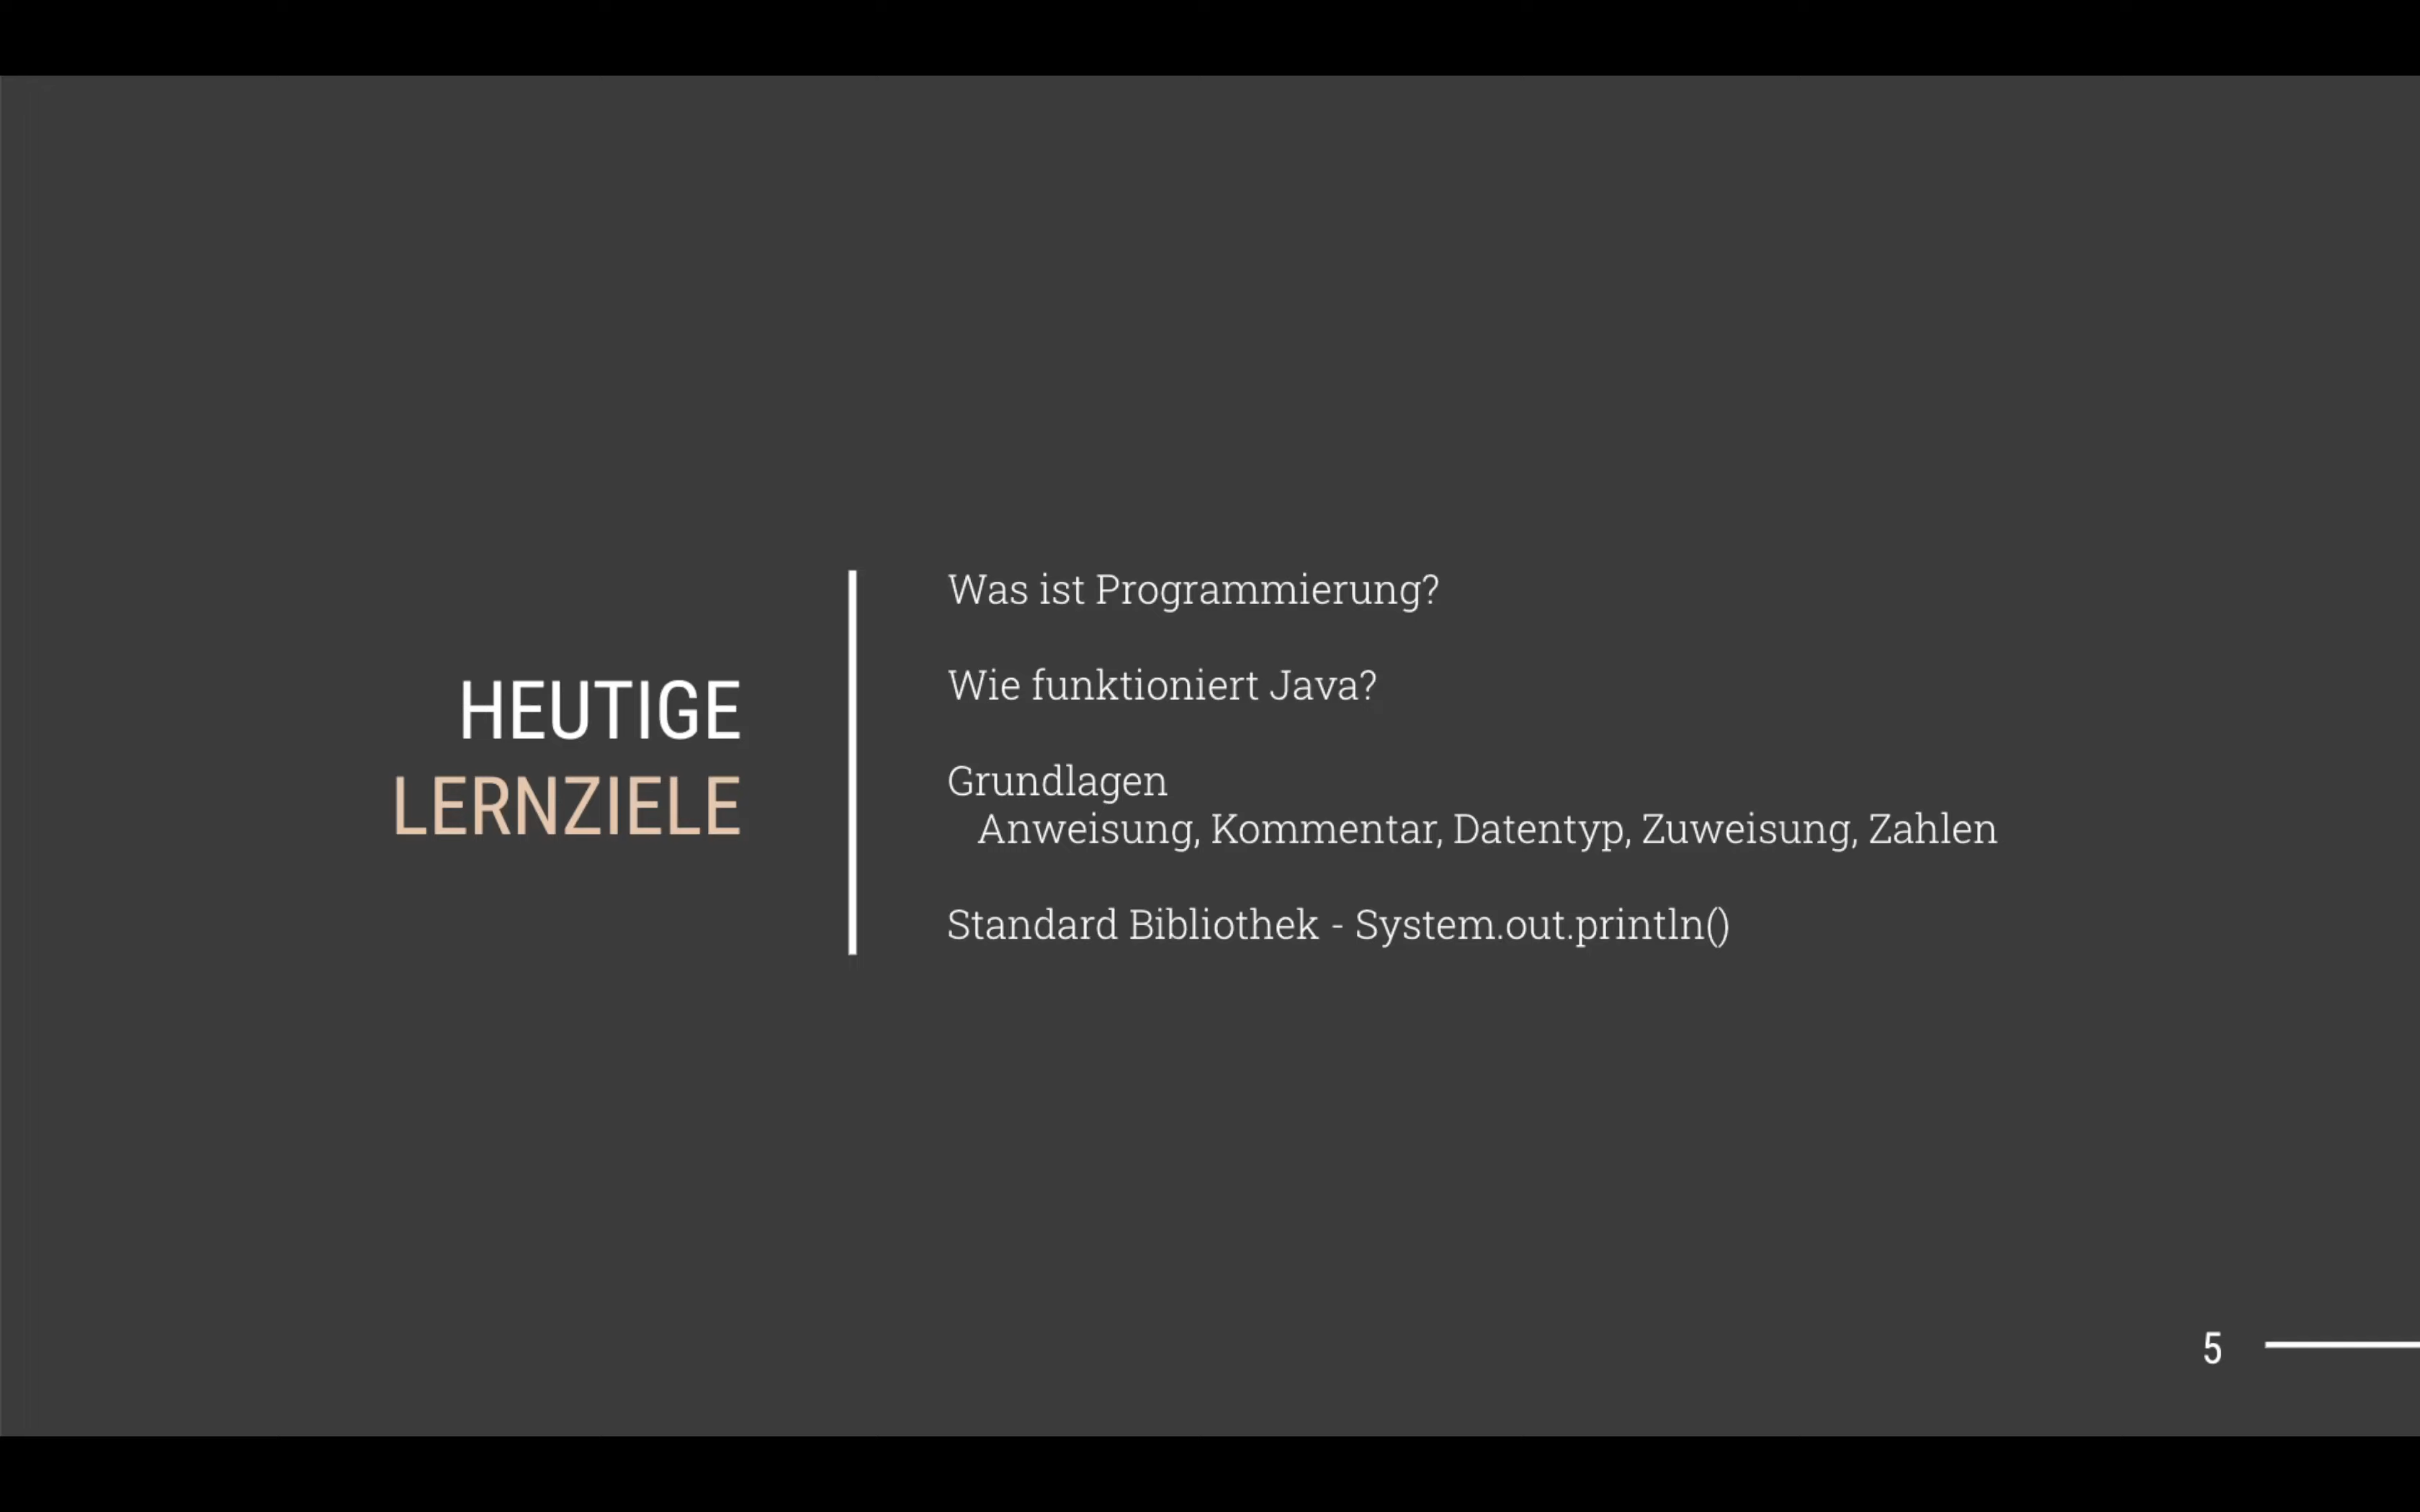 HEUTIGE
LERNZIELE
Was ist Programmierung?
Wie funktioniert Java?
Grundlagen
Anweisung, Kommentar, Datentyp, Zuweisung, Zahlen
Standard Bibliothek - System.out.println()
5